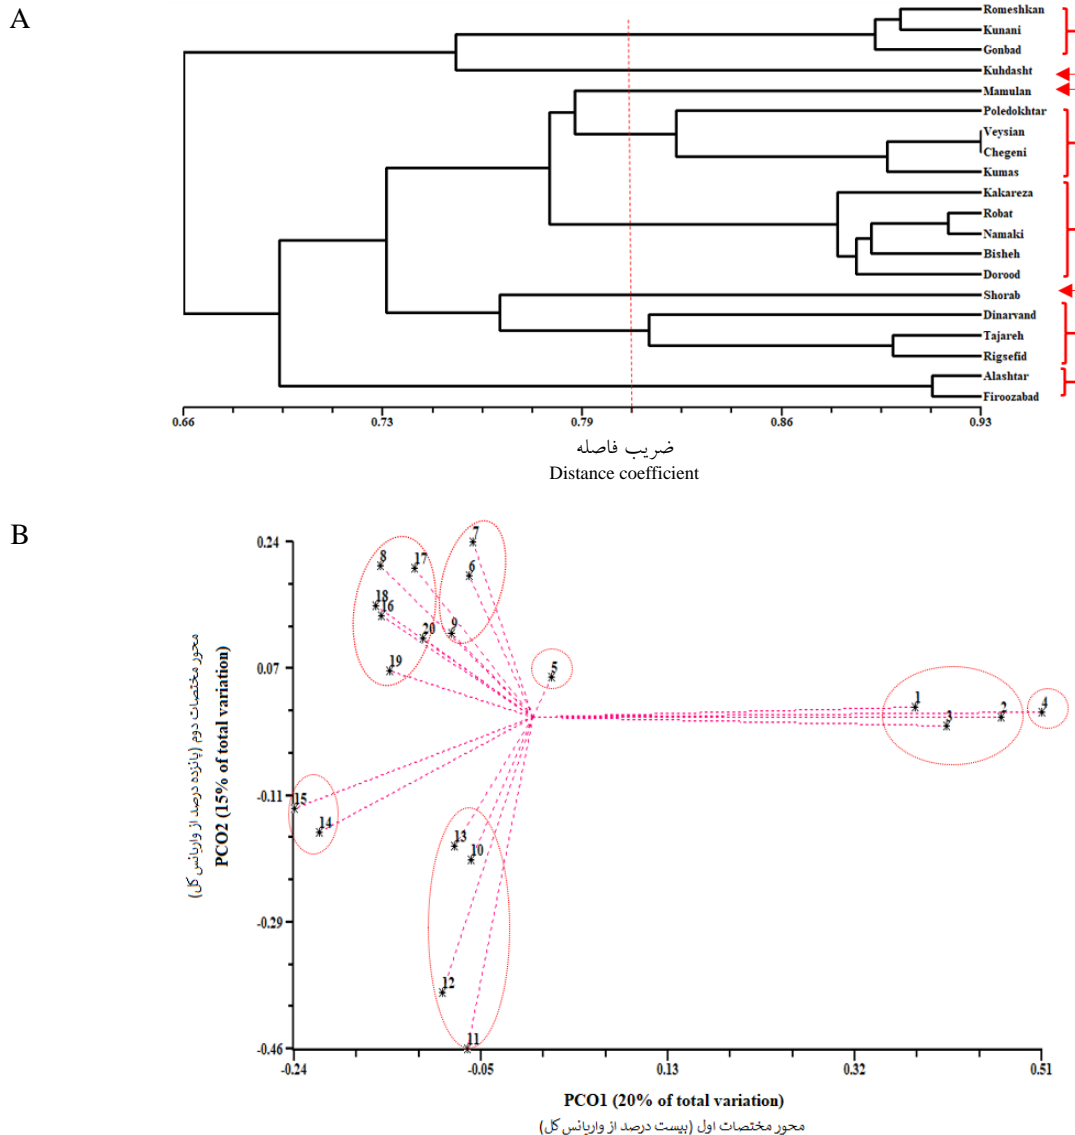 A
Romeshkan
Kunani
Gonbad
Kuhdasht
Mamulan
Poledokhtar
Veysian
Chegeni
Kumas
Kakareza
Robat
Namaki
Bisheh
Dorood
Shorab
Dinarvand
Tajareh
Rigsefid
Alashtar
Firoozabad
0.66 0.73 0.79 0.86 0.93
ضریب فاصله
Distance coefficient
B
محور مختصات دوم (پانزده درصد از واریانس کل)
PCO2 (15% of total variation)
0.24
0.07
-0.11
-0.29
-0.46
7
8
17
6
18
16
20
9
19
5
1
2
4
3
15
14
13
10
12
11
-0.24 -0.05 0.13 0.32 0.51
PCO1 (20% of total variation)
محور مختصات اول (بیست درصد از واریانس کل)